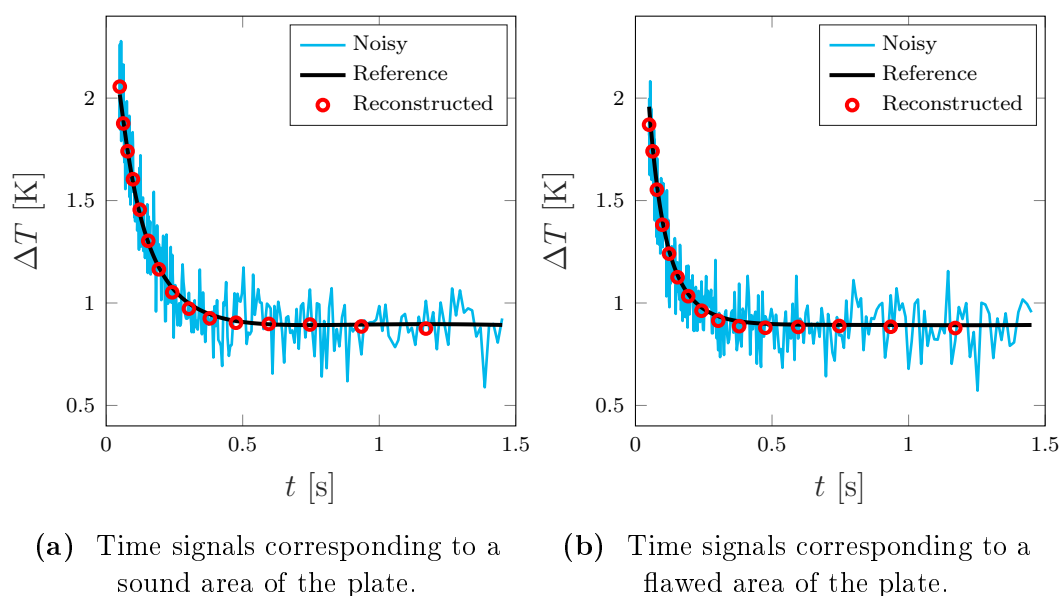 Noisy
Reference
Reconstructed
2
1.5
1
0.5
ΔT [K]
0
0.5
1
1.5
t [s]
(a) Time signals corresponding to a
sound area of the plate.
Noisy
Reference
Reconstructed
2
1.5
1
0.5
ΔT [K]
0
0.5
1
1.5
t [s]
(b) Time signals corresponding to a
flawed area of the plate.